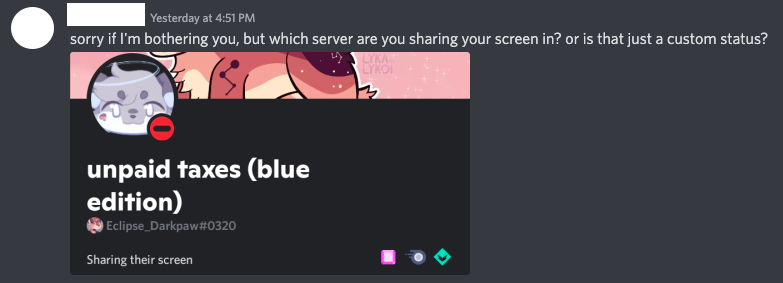 Yesterday at 4:51 PM
sorry if I'm bothering you, but which server are you sharing your screen in? or is that just a custom status?
LYKA
LYKOI
unpaid taxes (blue
edition)
Eclipse_Darkpaw#0320
Sharing their screen